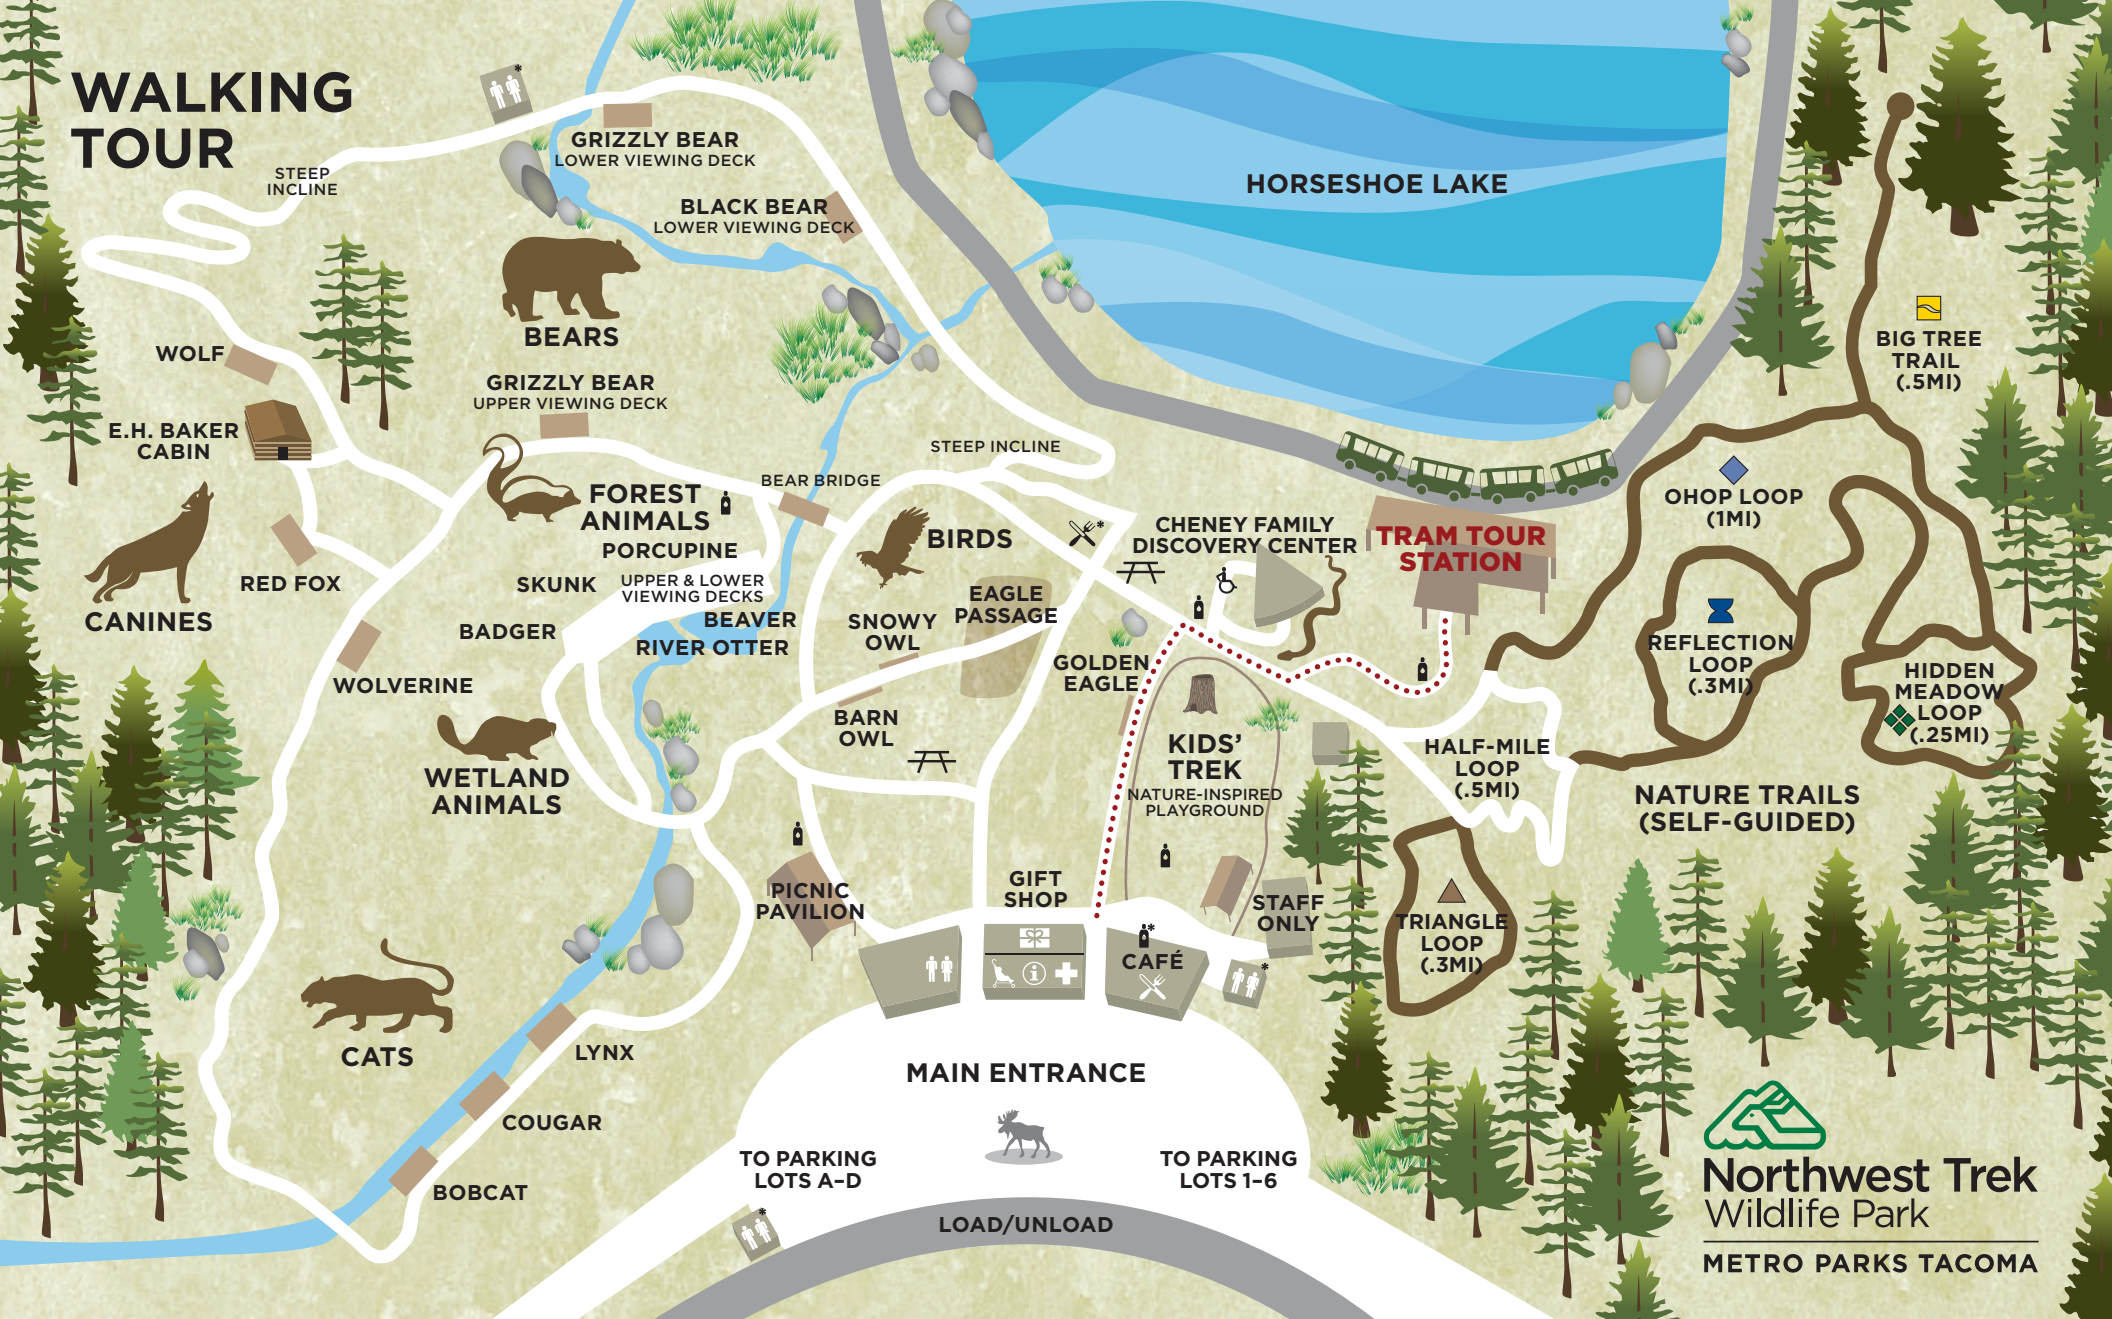 WALKING
TOUR
STEEP
INCLINE
*
GRIZZLY BEAR
LOWER VIEWING DECK
BLACK BEAR
LOWER VIEWING DECK
HORSESHOE LAKE
BEARS
WOLF
GRIZZLY BEAR
UPPER VIEWING DECK
E.H. BAKER
CABIN
BIG TREE
TRAIL
(.5MI)
STEEP INCLINE
BEAR BRIDGE
FOREST
ANIMALS
PORCUPINE
SKUNK
UPPER & LOWER
VIEWING DECKS
BADGER
BEAVER
RIVER OTTER
BIRDS
*
CHENEY FAMILY
DISCOVERY CENTER
TRAM TOUR
STATION
OHOP LOOP
(1MI)
RED FOX
CANINES
EAGLE
PASSAGE
SNOWY
OWL
GOLDEN
EAGLE
REFLECTION
LOOP
(.3MI)
HIDDEN
MEADOW
LOOP
(.25MI)
WOLVERINE
BARN
OWL
WETLAND
ANIMALS
KIDS'
TREK
NATURE-INSPIRED
PLAYGROUND
HALF-MILE
LOOP
(.5MI)
NATURE TRAILS
(SELF-GUIDED)
PICNIC
PAVILION
GIFT
SHOP
STAFF
ONLY
TRIANGLE
LOOP
(.3MI)
*
CAFÉ
*
i
CATS
LYNX
COUGAR
BOBCAT
MAIN ENTRANCE
TO PARKING
LOTS A–D
TO PARKING
LOTS 1–6
*
LOAD/UNLOAD
Northwest Trek
Wildlife Park
METRO PARKS TACOMA